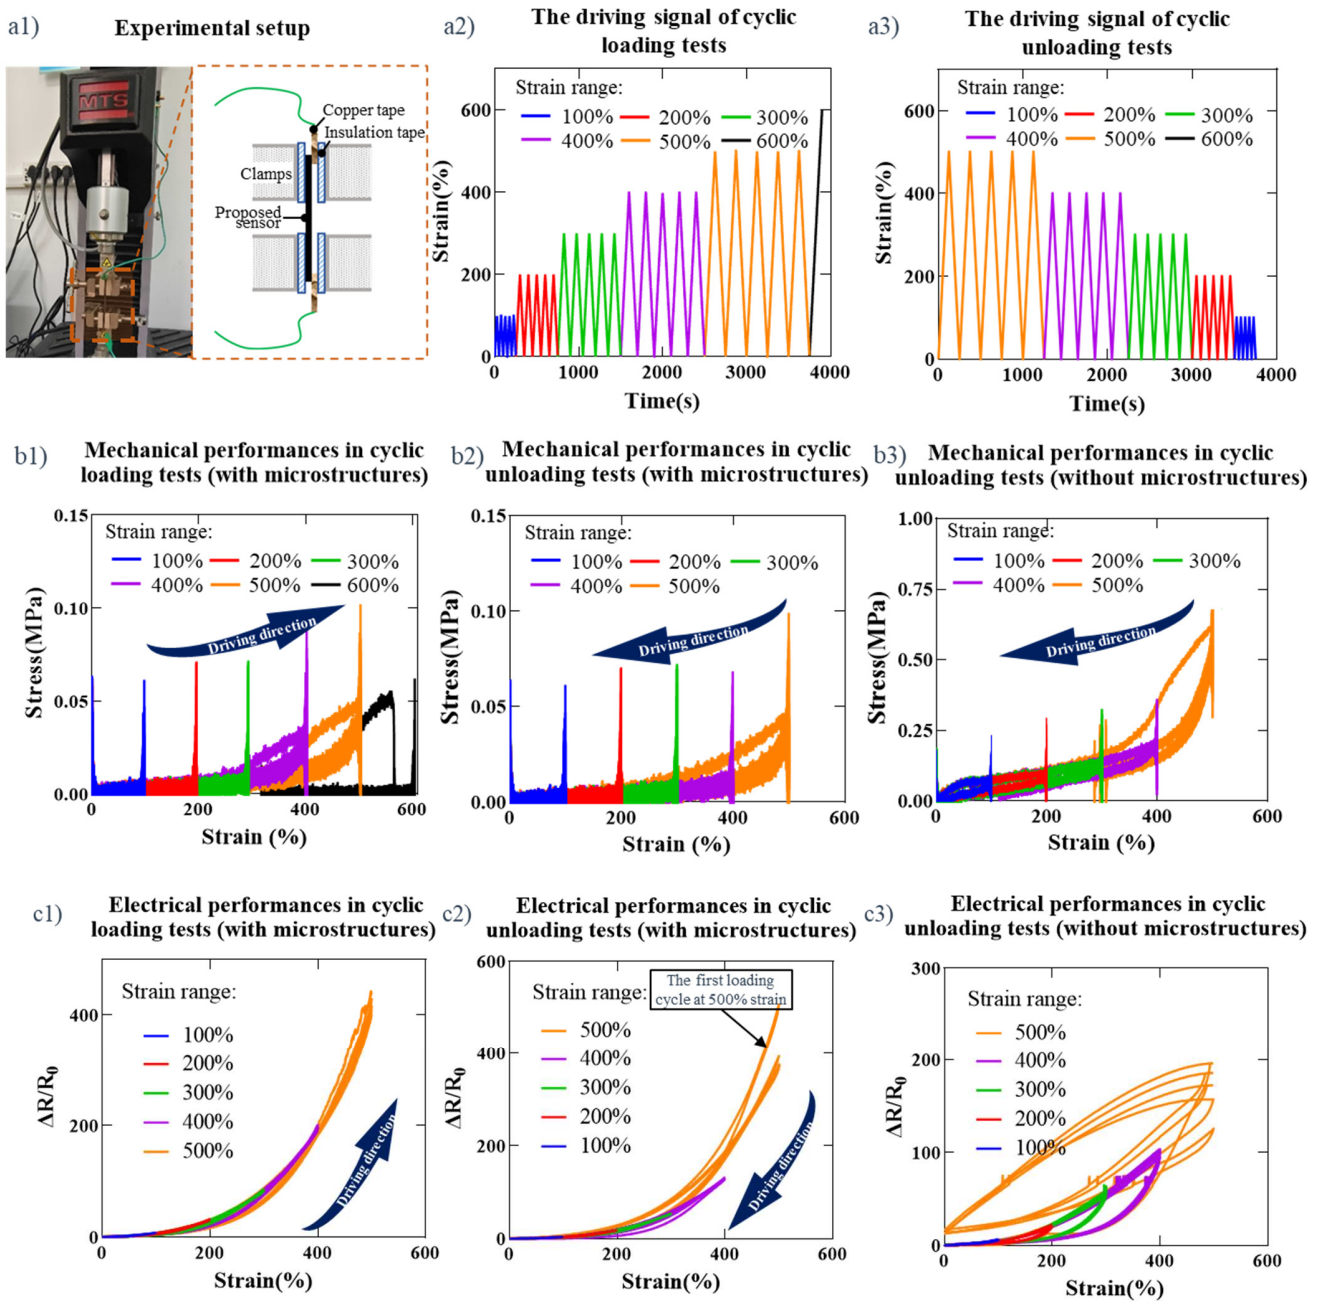 a1)
Experimental setup
MTS
Copper tape
Insulation tape
Clamps
Proposed
sensor
a2)
The driving signal of cyclic
loading tests
Strain range:
100%
200%
300%
400%
500%
600%
Strain(%)
600
400
200
0
0
1000
2000
3000
4000
Time(s)
a3)
The driving signal of cyclic
unloading tests
Strain range:
100%
200%
300%
400%
500%
600%
Strain(%)
600
400
200
0
0
1000
2000
3000
4000
Time(s)
b1)
Mechanical performances in cyclic
loading tests (with microstructures)
Strain range:
100%
200%
300%
400%
500%
600%
Driving direction
Stress(MPa)
0.15
0.10
0.05
0.00
0
200
400
600
Strain (%)
b2)
Mechanical performances in cyclic
unloading tests (with microstructures)
Strain range:
100%
200%
300%
400%
500%
Driving direction
Stress(MPa)
0.15
0.10
0.05
0.00
0
200
400
600
Strain (%)
b3)
Mechanical performances in cyclic
unloading tests (without microstructures)
Strain range:
100%
200%
300%
400%
500%
Driving direction
Stress(MPa)
1.00
0.75
0.50
0.25
0.00
0
200
400
600
Strain (%)
c1)
Electrical performances in cyclic
loading tests (with microstructures)
Strain range:
100%
200%
300%
400%
500%
Driving direction
ΔR/R₀
400
200
0
0
200
400
600
Strain(%)
c2)
Electrical performances in cyclic
unloading tests (with microstructures)
The first loading
cycle at 500% strain
Strain range:
500%
400%
300%
200%
100%
Driving direction
ΔR/R₀
600
400
200
0
0
200
400
600
Strain(%)
c3)
Electrical performances in cyclic
unloading tests (without microstructures)
Strain range:
500%
400%
300%
200%
100%
ΔR/R₀
300
200
100
0
0
200
400
600
Strain(%)